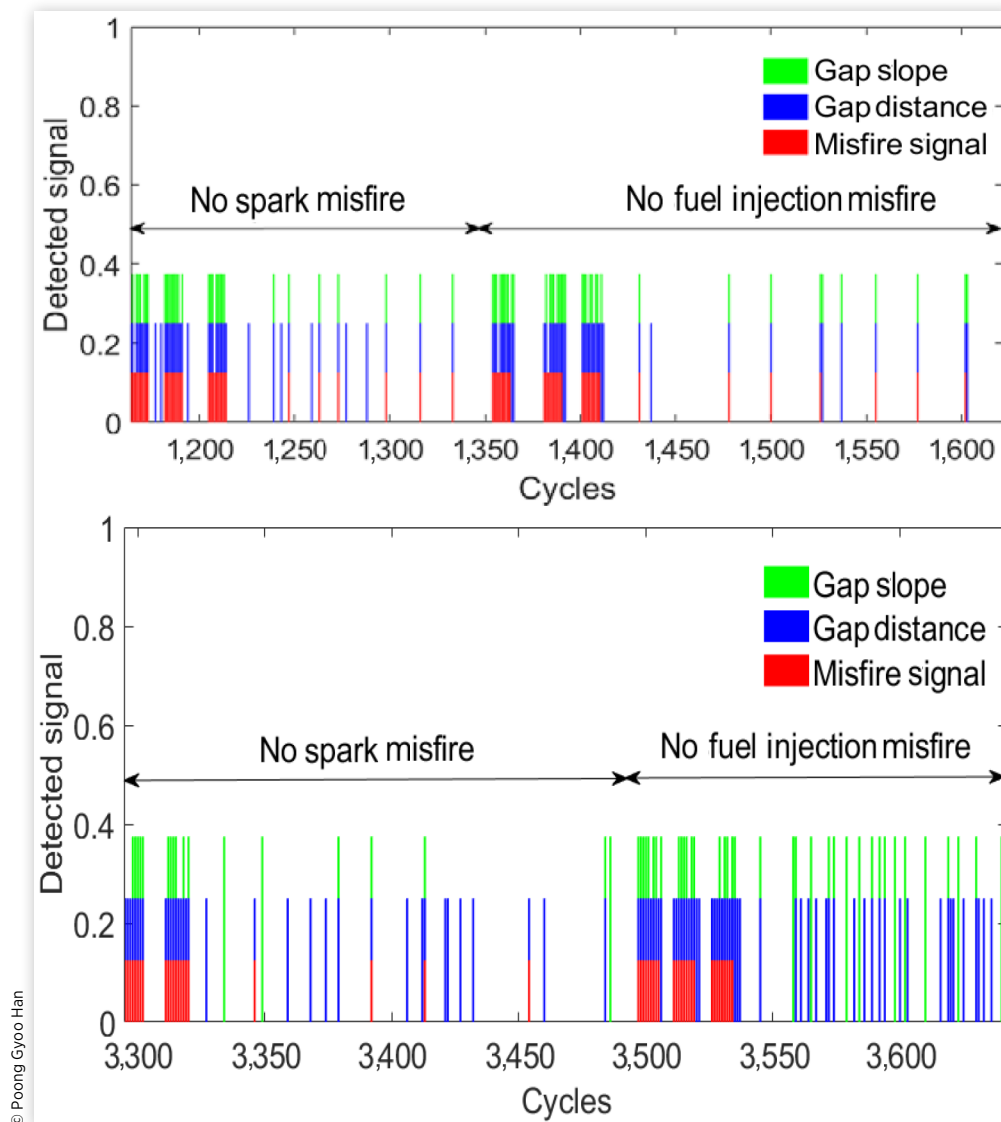 1
Gap slope
0.8
Gap distance
Misfire signal
0.6
No spark misfire
No fuel injection misfire
0.4
0.2
0
Detected signal
1,200
1,250
1,300
1,350
1,400
1,450
1,500
1,550
1,600
Cycles
1
Gap slope
0.8
Gap distance
Misfire signal
0.6
No spark misfire
No fuel injection misfire
0.4
0.2
0
Detected signal
3,300
3,350
3,400
3,450
3,500
3,550
3,600
Cycles
© Poong Gyoo Han